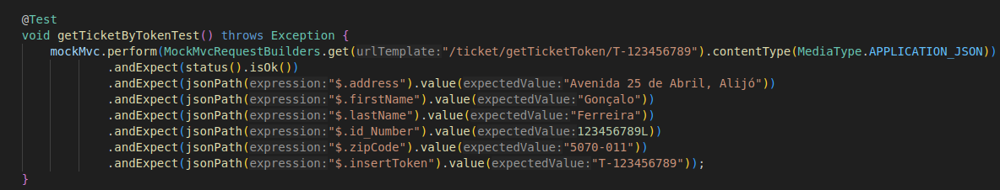 @Test
void getTicketByTokenTest() throws Exception {
mockMvc.perform(MockMvcRequestBuilders.get(urlTemplate:"/ticket/getTicketToken/T-123456789").contentType(MediaType.APPLICATION_JSON))
.andExpect(status().isOk())
.andExpect(jsonPath(expression:"$.address").value(expectedValue:"Avenida 25 de Abril, Alijó"))
.andExpect(jsonPath(expression:"$.firstName").value(expectedValue:"Gonçalo"))
.andExpect(jsonPath(expression:"$.lastName").value(expectedValue:"Ferreira"))
.andExpect(jsonPath(expression:"$.id_Number").value(expectedValue:123456789L))
.andExpect(jsonPath(expression:"$.zipCode").value(expectedValue:"5070-011"))
.andExpect(jsonPath(expression:"$.insertToken").value(expectedValue:"T-123456789"));
}